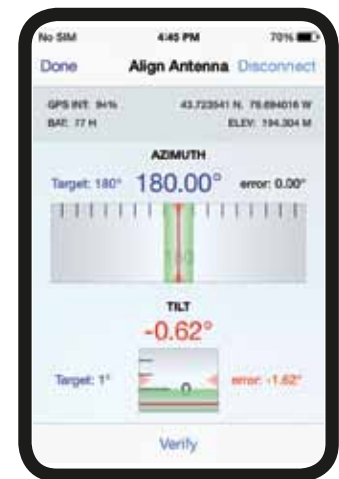 No SIM 4:45 PM 70%
Done Align Antenna Disconnect
GPS INT: 94% 43.723541 N, 79.694016 W
BAT: 77 H ELEV: 194.304 M
AZIMUTH
Target: 180° 180.00° error: 0.00°
180
TILT
-0.62°
Target: 1° 0 error: -1.62°
Verify